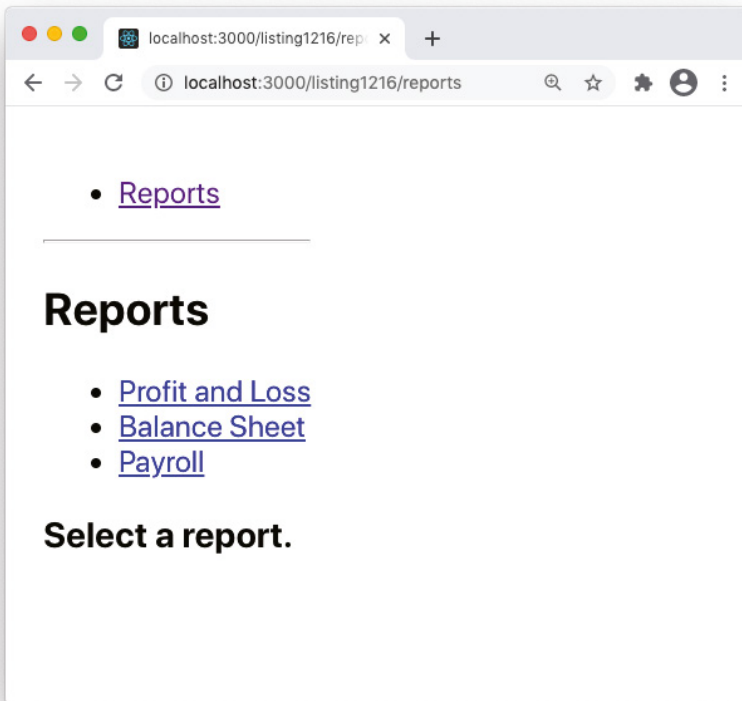 localhost:3000/listing1216/rep
localhost:3000/listing1216/reports
Reports
Reports
Profit and Loss
Balance Sheet
Payroll
Select a report.